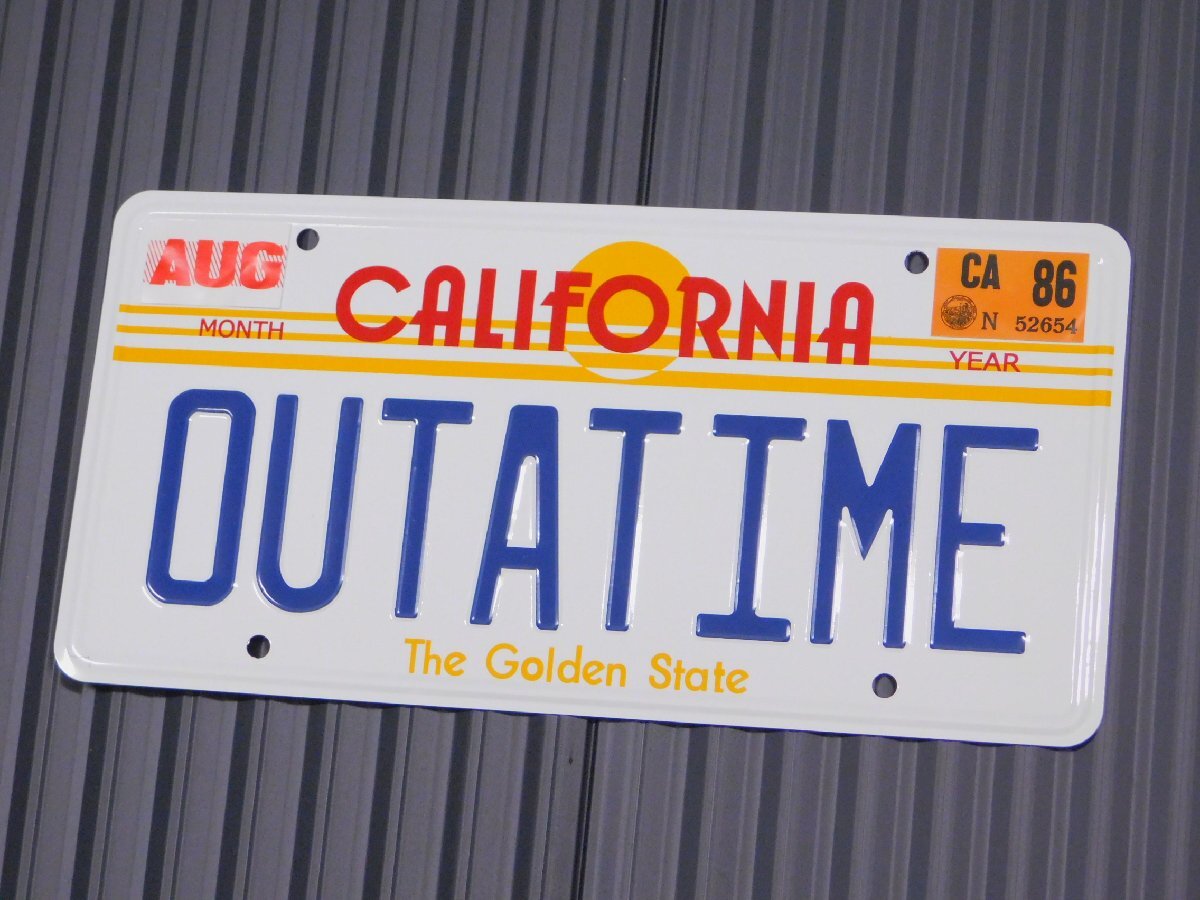 AUG
MONTH
CALIFORNIA
CA 86
N 52654
YEAR
OUTATIME
The Golden State